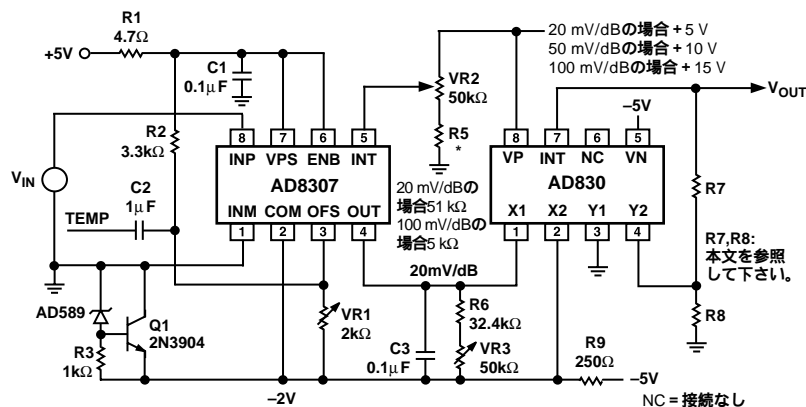 R1
4.7Ω
+5V
C1
0.1μF
R2
3.3kΩ
VIN
C2
1μF
TEMP
8 7 6 5
INP VPS ENB INT
AD8307
INM COM OFS OUT
1 2 3 4
VR2
50kΩ
R5
*
20 mV/dBの
場合51 kΩ
100 mV/dBの
場合5 kΩ
20 mV/dBの場合 + 5 V
50 mV/dBの場合 + 10 V
100 mV/dBの場合 + 15 V
VOUT
–5V
8 7 6 5
VP INT NC VN
AD830
X1 X2 Y1 Y2
1 2 3 4
R7
R7,R8:
本文を参照
して下さい。
R8
20mV/dB
AD589
Q1
2N3904
R3
1kΩ
VR1
2kΩ
C3
0.1μF
R6
32.4kΩ
VR3
50kΩ
R9
250Ω
–5V
–2V
NC = 接続なし